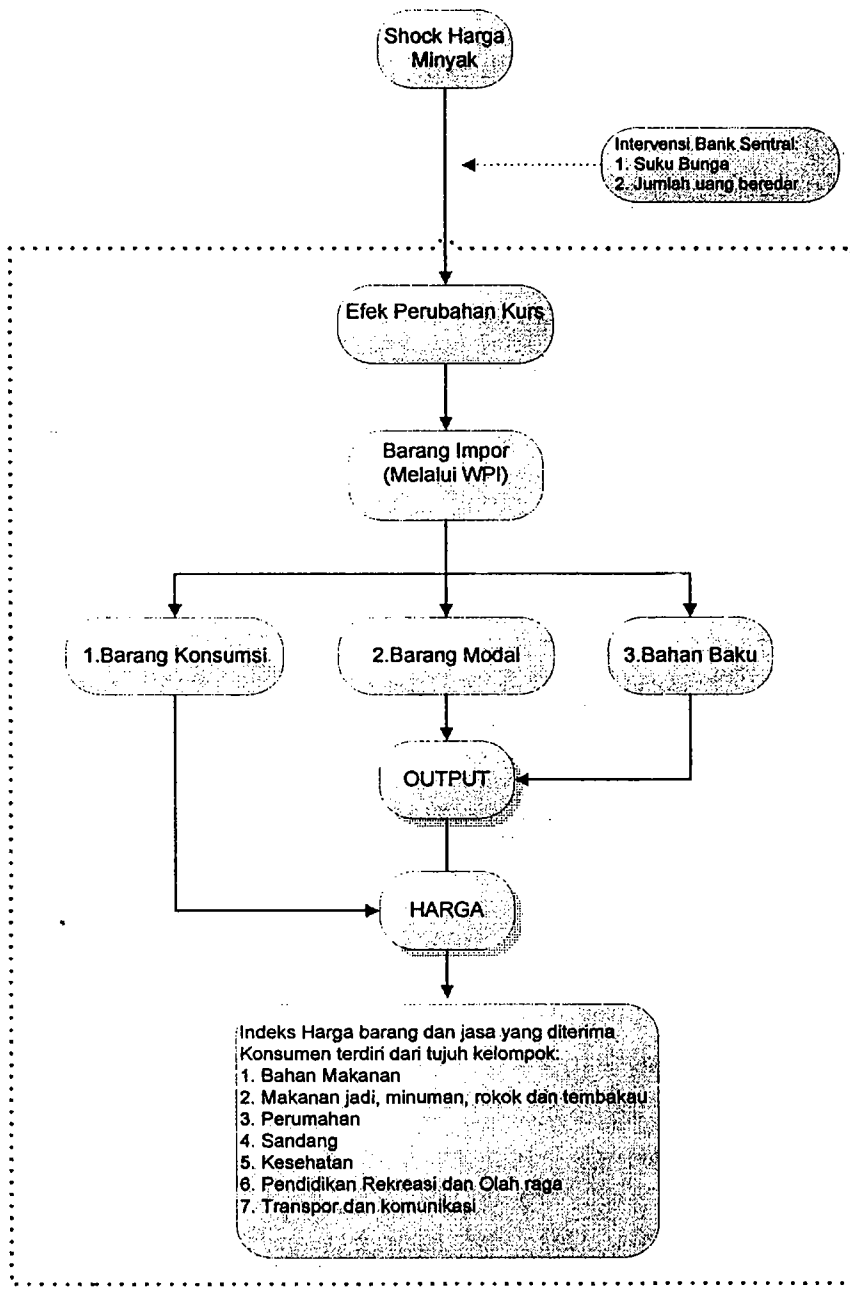 Shock Harga
Minyak
Intervensi Bank Sentral:
1. Suku Bunga
2. Jumlah uang beredar
Efek Perubahan Kurs
Barang Impor
(Melalui WPI)
1.Barang Konsumsi
2.Barang Modal
3.Bahan Baku
OUTPUT
HARGA
Indeks Harga barang dan jasa yang diterima
Konsumen terdiri dari tujuh kelompok:
1. Bahan Makanan
2. Makanan jadi, minuman, rokok dan tembakau
3. Perumahan
4. Sandang
5. Kesehatan
6. Pendidikan Rekreasi dan Olah raga
7. Transpor dan komunikasi